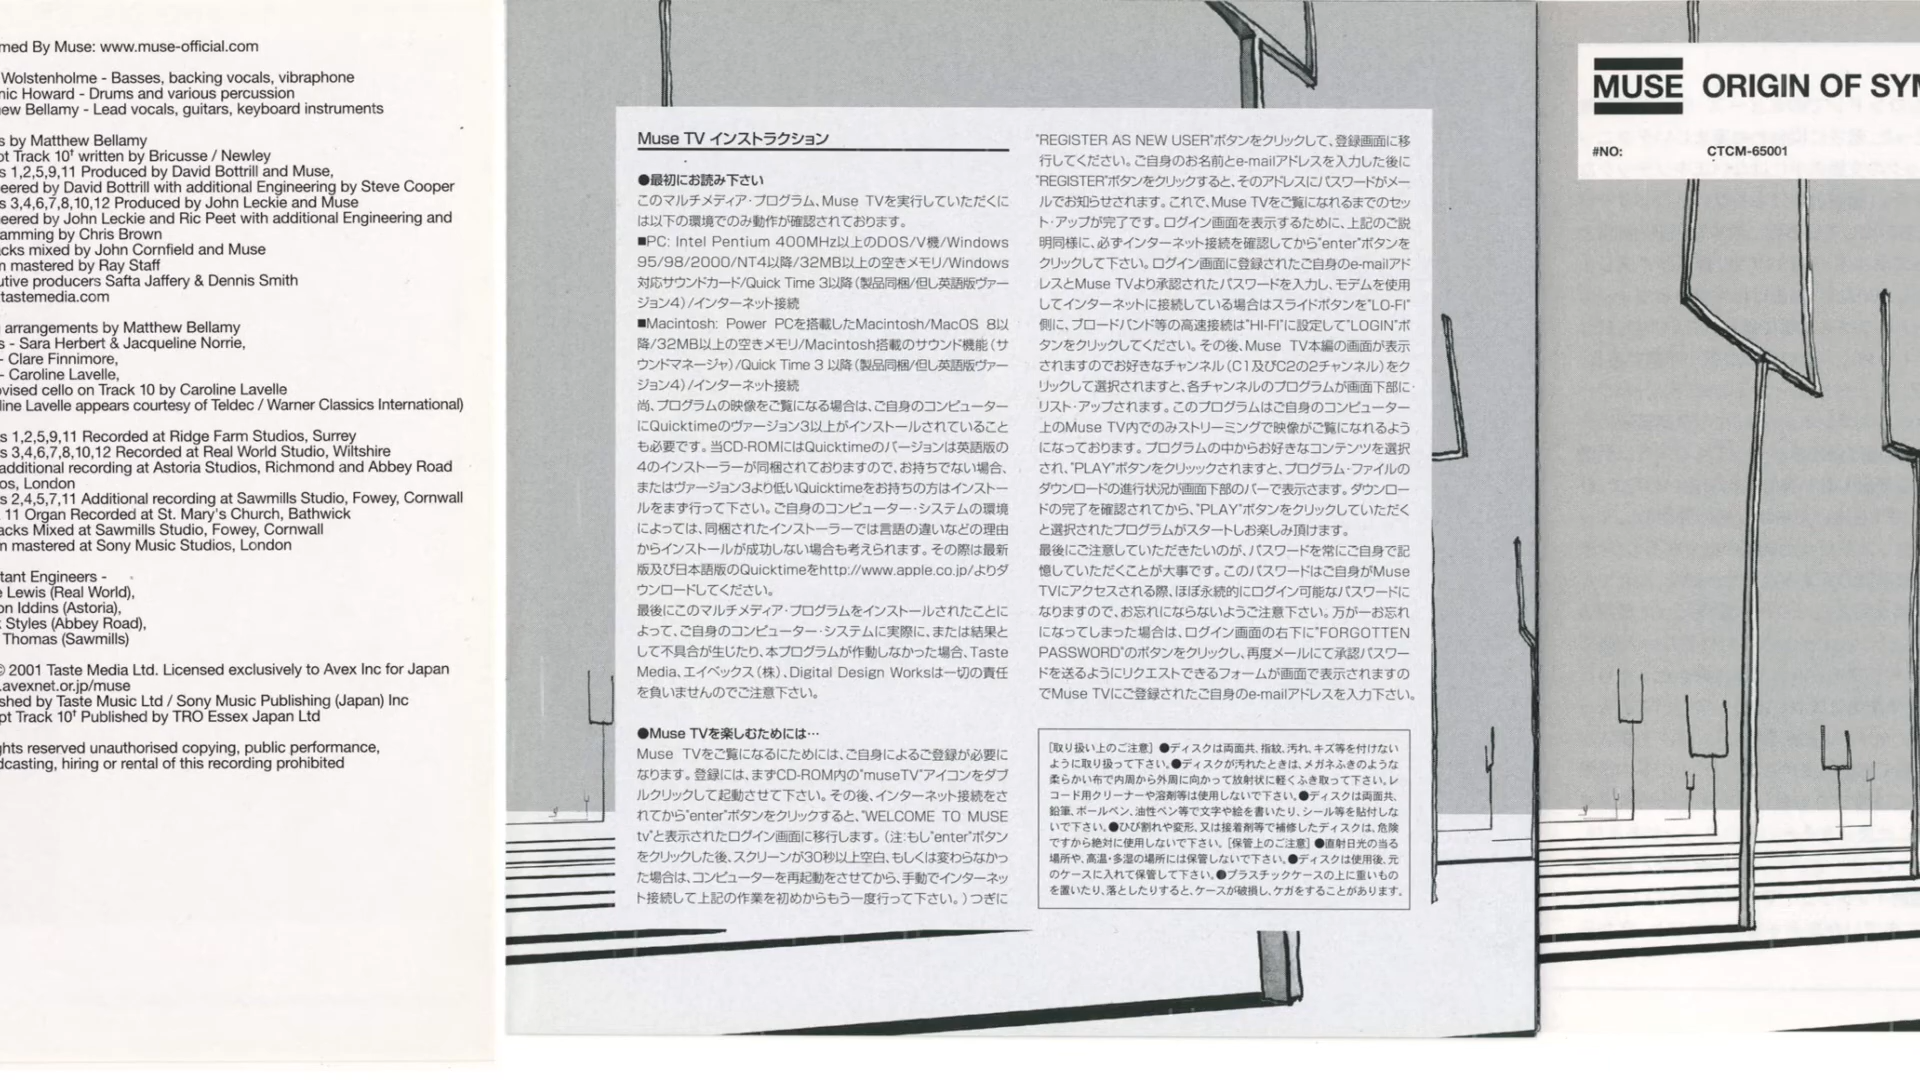 med By Muse: www.muse-official.com
Wolstenholme - Basses, backing vocals, vibraphone
nic Howard - Drums and various percussion
ew Bellamy - Lead vocals, guitars, keyboard instruments
s by Matthew Bellamy
pt Track 10† written by Bricusse / Newley
s 1,2,5,9,11 Produced by David Bottrill and Muse,
eered by David Bottrill with additional Engineering by Steve Cooper
s 3,4,6,7,8,10,12 Produced by John Leckie and Muse
eered by John Leckie and Ric Peet with additional Engineering and
amming by Chris Brown
acks mixed by John Cornfield and Muse
n mastered by Ray Staff
utive producers Safta Jaffery & Dennis Smith
tastemedia.com
arrangements by Matthew Bellamy
s - Sara Herbert & Jacqueline Norrie,
- Clare Finnimore,
- Caroline Lavelle,
ovised cello on Track 10 by Caroline Lavelle
line Lavelle appears courtesy of Teldec / Warner Classics International)
s 1,2,5,9,11 Recorded at Ridge Farm Studios, Surrey
s 3,4,6,7,8,10,12 Recorded at Real World Studio, Wiltshire
additional recording at Astoria Studios, Richmond and Abbey Road
os, London
s 2,4,5,7,11 Additional recording at Sawmills Studio, Fowey, Cornwall
11 Organ Recorded at St. Mary's Church, Bathwick
acks Mixed at Sawmills Studio, Fowey, Cornwall
n mastered at Sony Music Studios, London
tant Engineers -
e Lewis (Real World),
on Iddins (Astoria),
k Styles (Abbey Road),
Thomas (Sawmills)
© 2001 Taste Media Ltd. Licensed exclusively to Avex Inc for Japan
.avexnet.or.jp/muse
shed by Taste Music Ltd / Sony Music Publishing (Japan) Inc
pt Track 10† Published by TRO Essex Japan Ltd
ghts reserved unauthorised copying, public performance,
dcasting, hiring or rental of this recording prohibited
Muse TV インストラクション
●最初にお読み下さい
このマルチメディア・プログラム、Muse TVを実行していただくに
は以下の環境でのみ動作が確認されております。
■PC: Intel Pentium 400MHz以上のDOS/V機/Windows
95/98/2000/NT4以降/32MB以上の空きメモリ/Windows
対応サウンドカード/Quick Time 3以降(製品同梱/但し英語版ヴァー
ジョン4)/インターネット接続
■Macintosh: Power PCを搭載したMacintosh/MacOS 8以
降/32MB以上の空きメモリ/Macintosh搭載のサウンド機能(サ
ウンドマネージャ)/Quick Time 3 以降(製品同梱/但し英語版ヴァー
ジョン4)/インターネット接続
尚、プログラムの映像をご覧になる場合は、ご自身のコンピューター
にQuicktimeのヴァージョン3以上がインストールされていること
も必要です。当CD-ROMにはQuicktimeのバージョンは英語版の
4のインストーラーが同梱されておりますので、お持ちでない場合、
またはヴァージョン3より低いQuicktimeをお持ちの方はインストー
ルをまず行って下さい。ご自身のコンピューター・システムの環境
によっては、同梱されたインストーラーでは言語の違いなどの理由
からインストールが成功しない場合も考えられます。その際は最新
版及び日本語版のQuicktimeをhttp://www.apple.co.jp/よりダ
ウンロードしてください。
最後にこのマルチメディア・プログラムをインストールされたことに
よって、ご自身のコンピューター・システムに実際に、または結果と
して不具合が生じたり、本プログラムが作動しなかった場合、Taste
Media、エイベックス(株)、Digital Design Worksは一切の責任
を負いませんのでご注意下さい。
●Muse TVを楽しむためには…
Muse TVをご覧になるにためには、ご自身によるご登録が必要に
なります。登録には、まずCD-ROM内の"museTV"アイコンをダブ
ルクリックして起動させて下さい。その後、インターネット接続をさ
れてから"enter"ボタンをクリックすると、"WELCOME TO MUSE
tv"と表示されたログイン画面に移行します。(注:もし"enter"ボタン
をクリックした後、スクリーンが30秒以上空白、もしくは変わらなかっ
た場合は、コンピューターを再起動をさせてから、手動でインターネッ
ト接続して上記の作業を初めからもう一度行って下さい。)つぎに
"REGISTER AS NEW USER"ボタンをクリックして、登録画面に移
行してください。ご自身のお名前とe-mailアドレスを入力した後に
"REGISTER"ボタンをクリックすると、そのアドレスにパスワードがメー
ルでお知らせされます。これで、Muse TVをご覧になれるまでのセッ
ト・アップが完了です。ログイン画面を表示するために、上記のご説
明同様に、必ずインターネット接続を確認してから"enter"ボタンを
クリックして下さい。ログイン画面に登録されたご自身のe-mailアド
レスとMuse TVより承認されたパスワードを入力し、モデムを使用
してインターネットに接続している場合はスライドボタンを"LO-FI"
側に、ブロードバンド等の高速接続は"HI-FI"に設定して"LOGIN"ボ
タンをクリックしてください。その後、Muse TV本編の画面が表示
されますのでお好きなチャンネル(C1及びC2の2チャンネル)をク
リックして選択されますと、各チャンネルのプログラムが画面下部に
リスト・アップされます。このプログラムはご自身のコンピューター
上のMuse TV内でのみストリーミングで映像がご覧になれるよう
になっております。プログラムの中からお好きなコンテンツを選択
され、"PLAY"ボタンをクリッックされますと、プログラム・ファイルの
ダウンロードの進行状況が画面下部のバーで表示さます。ダウンロー
ドの完了を確認されてから、"PLAY"ボタンをクリックしていただく
と選択されたプログラムがスタートしお楽しみ頂けます。
最後にご注意していただきたいのが、パスワードを常にご自身で記
憶していただくことが大事です。このパスワードはご自身がMuse
TVにアクセスされる際、ほぼ永続的にログイン可能なパスワードに
なりますので、お忘れにならないようご注意下さい。万が一お忘れ
になってしまった場合は、ログイン画面の右下に"FORGOTTEN
PASSWORD"のボタンをクリックし、再度メールにて承認パスワー
ドを送るようにリクエストできるフォームが画面で表示されますの
でMuse TVにご登録されたご自身のe-mailアドレスを入力下さい。
[取り扱い上のご注意] ●ディスクは両面共、指紋、汚れ、キズ等を付けない
ように取り扱って下さい。●ディスクが汚れたときは、メガネふきのような
柔らかい布で内周から外周に向かって放射状に軽くふき取って下さい。レ
コード用クリーナーや溶剤等は使用しないで下さい。●ディスクは両面共、
鉛筆、ボールペン、油性ペン等で文字や絵を書いたり、シール等を貼付しな
いで下さい。●ひび割れや変形、又は接着剤等で補修したディスクは、危険
ですから絶対に使用しないで下さい。[保管上のご注意] ●直射日光の当る
場所や、高温・多湿の場所には保管しないで下さい。●ディスクは使用後、元
のケースに入れて保管して下さい。●プラスチックケースの上に重いもの
を置いたり、落としたりすると、ケースが破損し、ケガをすることがあります。
MUSE ORIGIN OF SYM
#NO: CTCM-65001